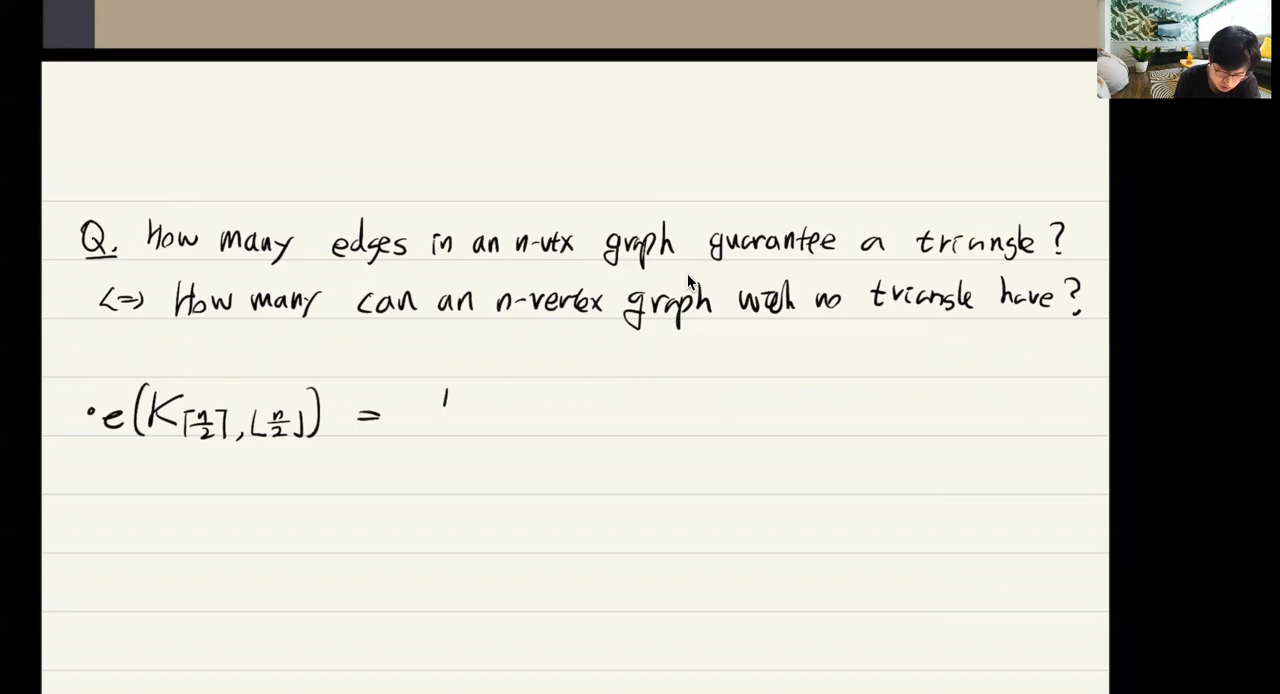 Q. How many edges in an n-vtx graph guarantee a triangle?
<=> How many can an n-vertex graph with no triangle have?
• e(K⌈n/2⌉, ⌊n/2⌋) =